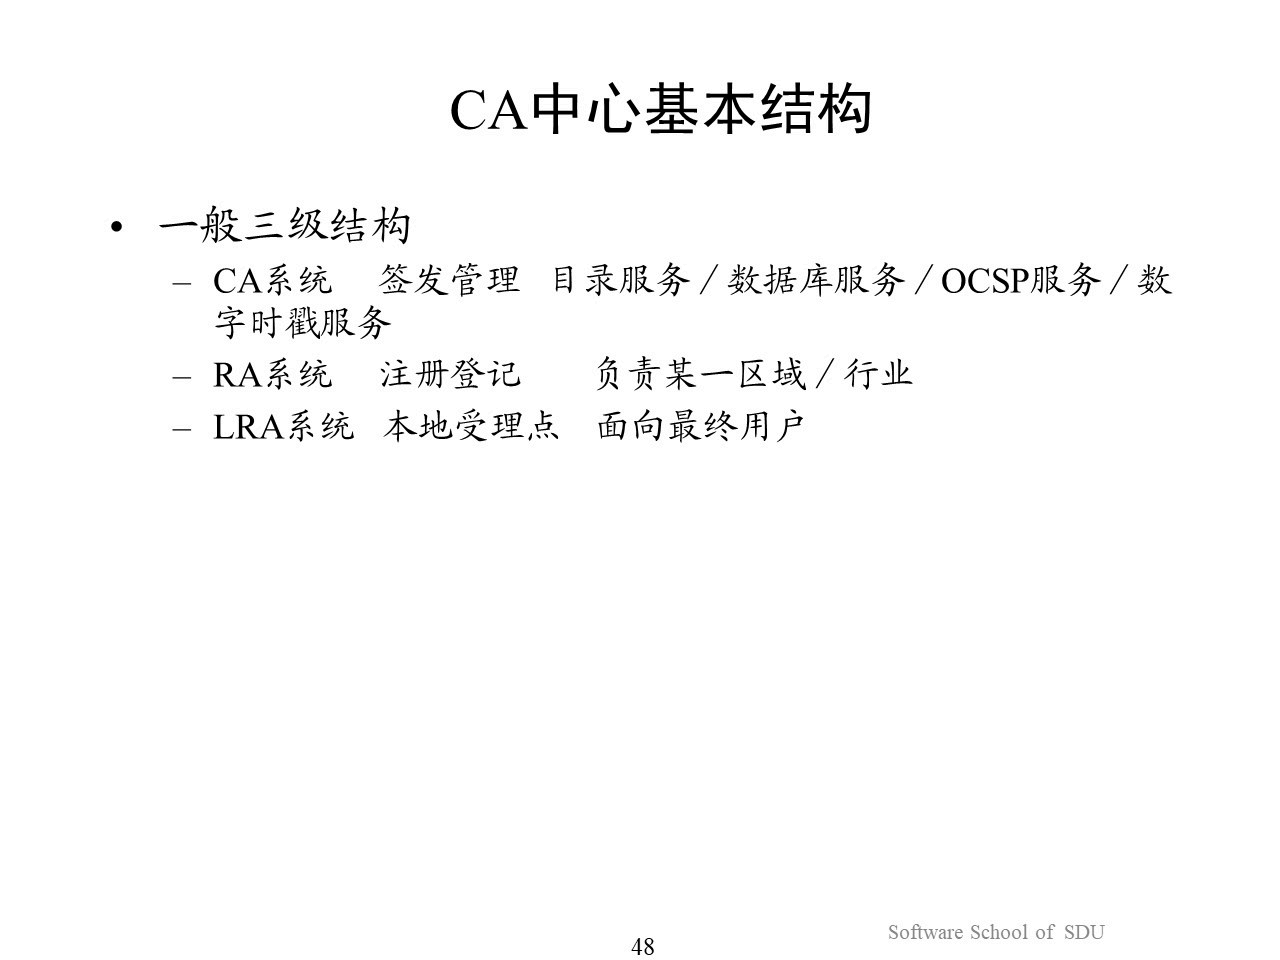 CA中心基本结构
• 一般三级结构
– CA系统 签发管理 目录服务／数据库服务／OCSP服务／数
字时戳服务
– RA系统 注册登记 负责某一区域／行业
– LRA系统 本地受理点 面向最终用户
Software School of SDU
48